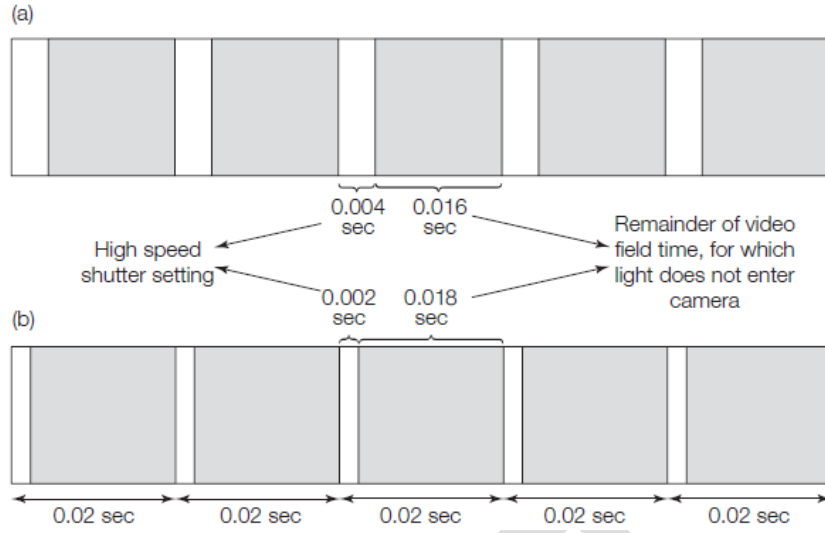 (a)
0.004
sec
0.016
sec
High speed
shutter setting
Remainder of video
field time, for which
light does not enter
camera
0.002
sec
0.018
sec
(b)
0.02 sec
0.02 sec
0.02 sec
0.02 sec
0.02 sec